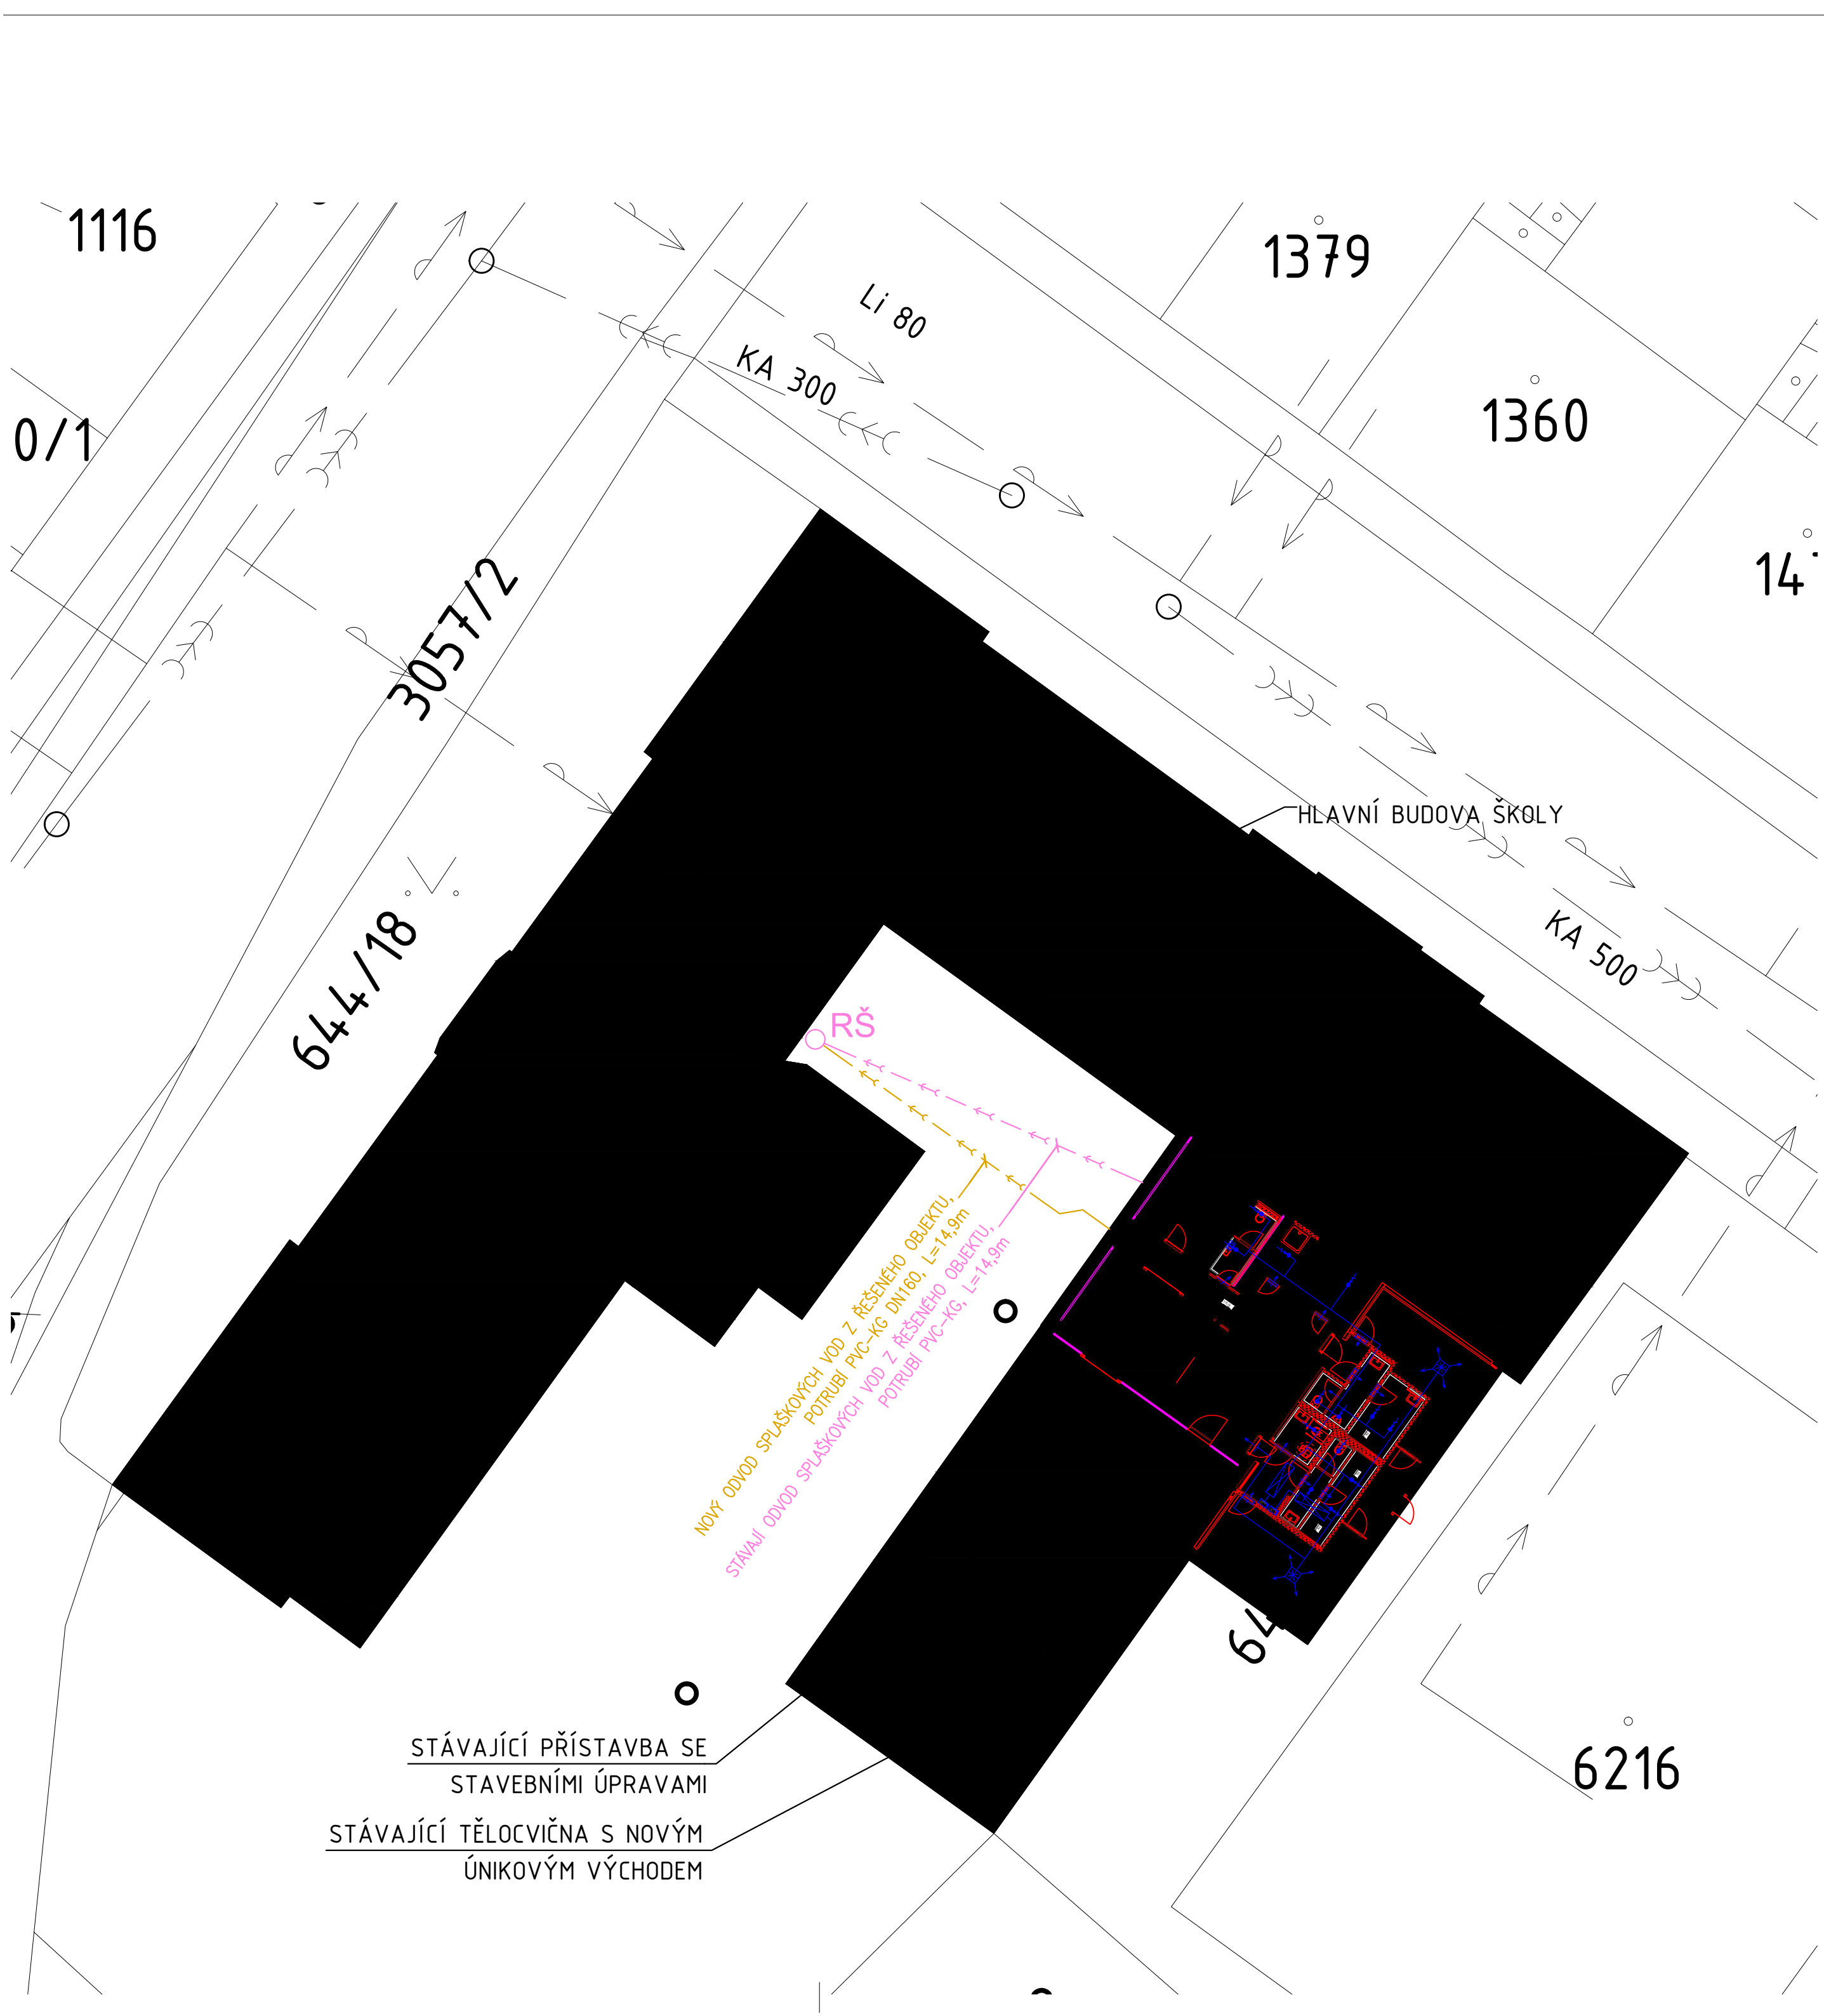 1116
1379
Li 80
KA 300
0/1
1360
3057/2
HLAVNÍ BUDOVA ŠKOLY
644/18
KA 500
RŠ
NOVÝ ODVOD SPLAŠKOVÝCH VOD Z ŘEŠENÉHO OBJEKTU,
POTRUBÍ PVC-KG DN160, L=14,9m
STÁVAJÍ ODVOD SPLAŠKOVÝCH VOD Z ŘEŠENÉHO OBJEKTU,
POTRUBÍ PVC-KG, L=14,9m
64
STÁVAJÍCÍ PŘÍSTAVBA SE
STAVEBNÍMI ÚPRAVAMI
6216
STÁVAJÍCÍ TĚLOCVIČNA S NOVÝM
ÚNIKOVÝM VÝCHODEM